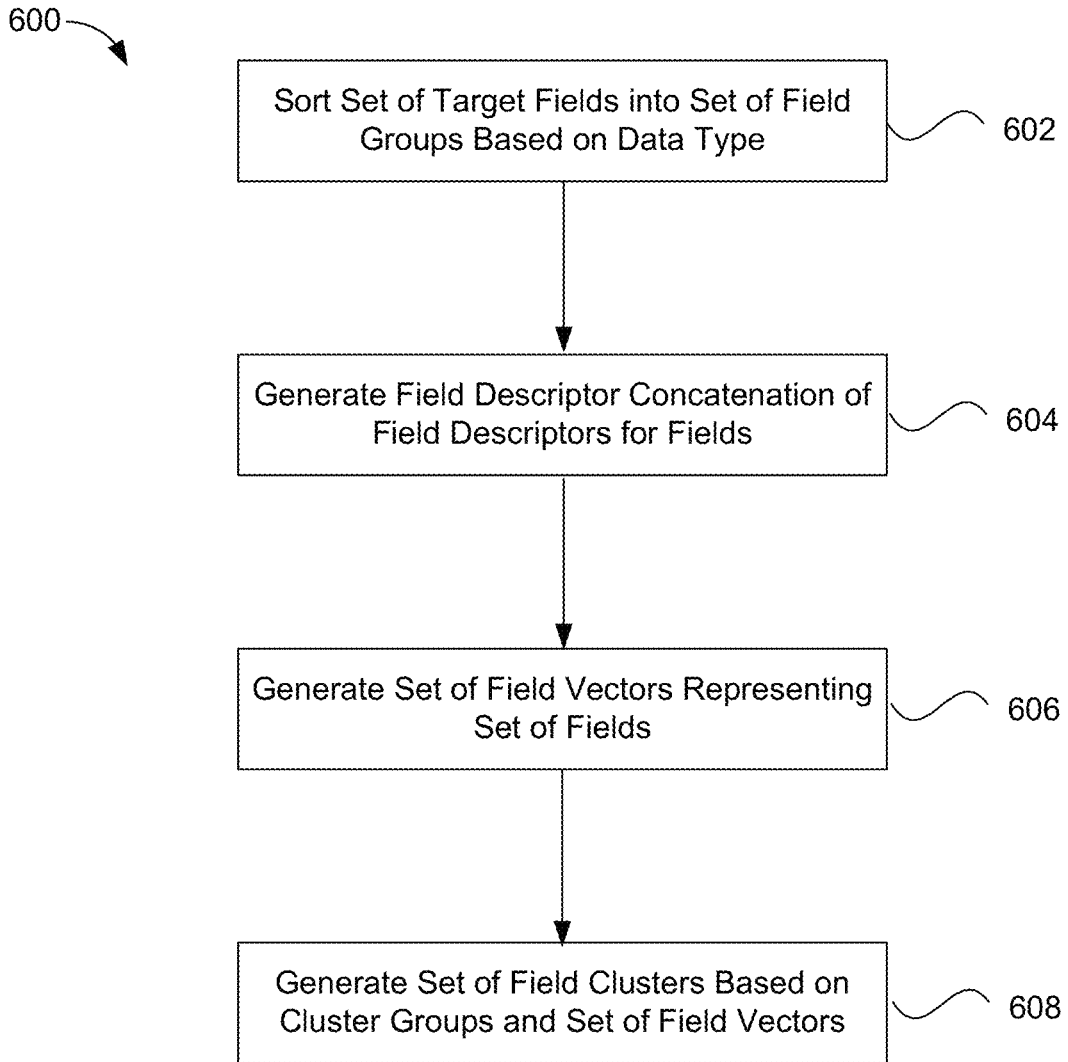 600
Sort Set of Target Fields into Set of Field
Groups Based on Data Type
602
Generate Field Descriptor Concatenation of
Field Descriptors for Fields
604
Generate Set of Field Vectors Representing
Set of Fields
606
Generate Set of Field Clusters Based on
Cluster Groups and Set of Field Vectors
608